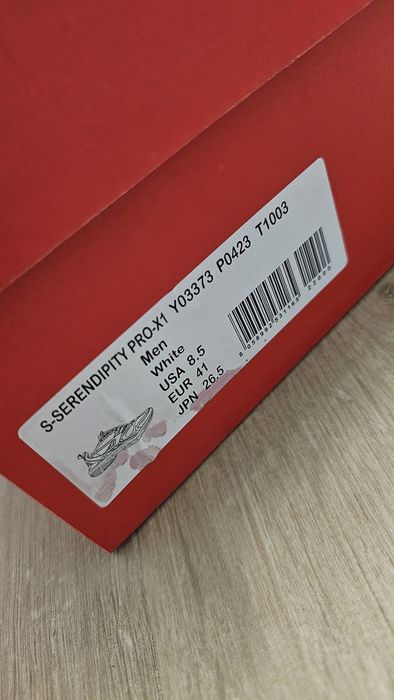 S-SERENDIPITY PRO-X1 Y03373 P0423 T1003
Men
White
USA 8.5
EUR 41
JPN 26.5